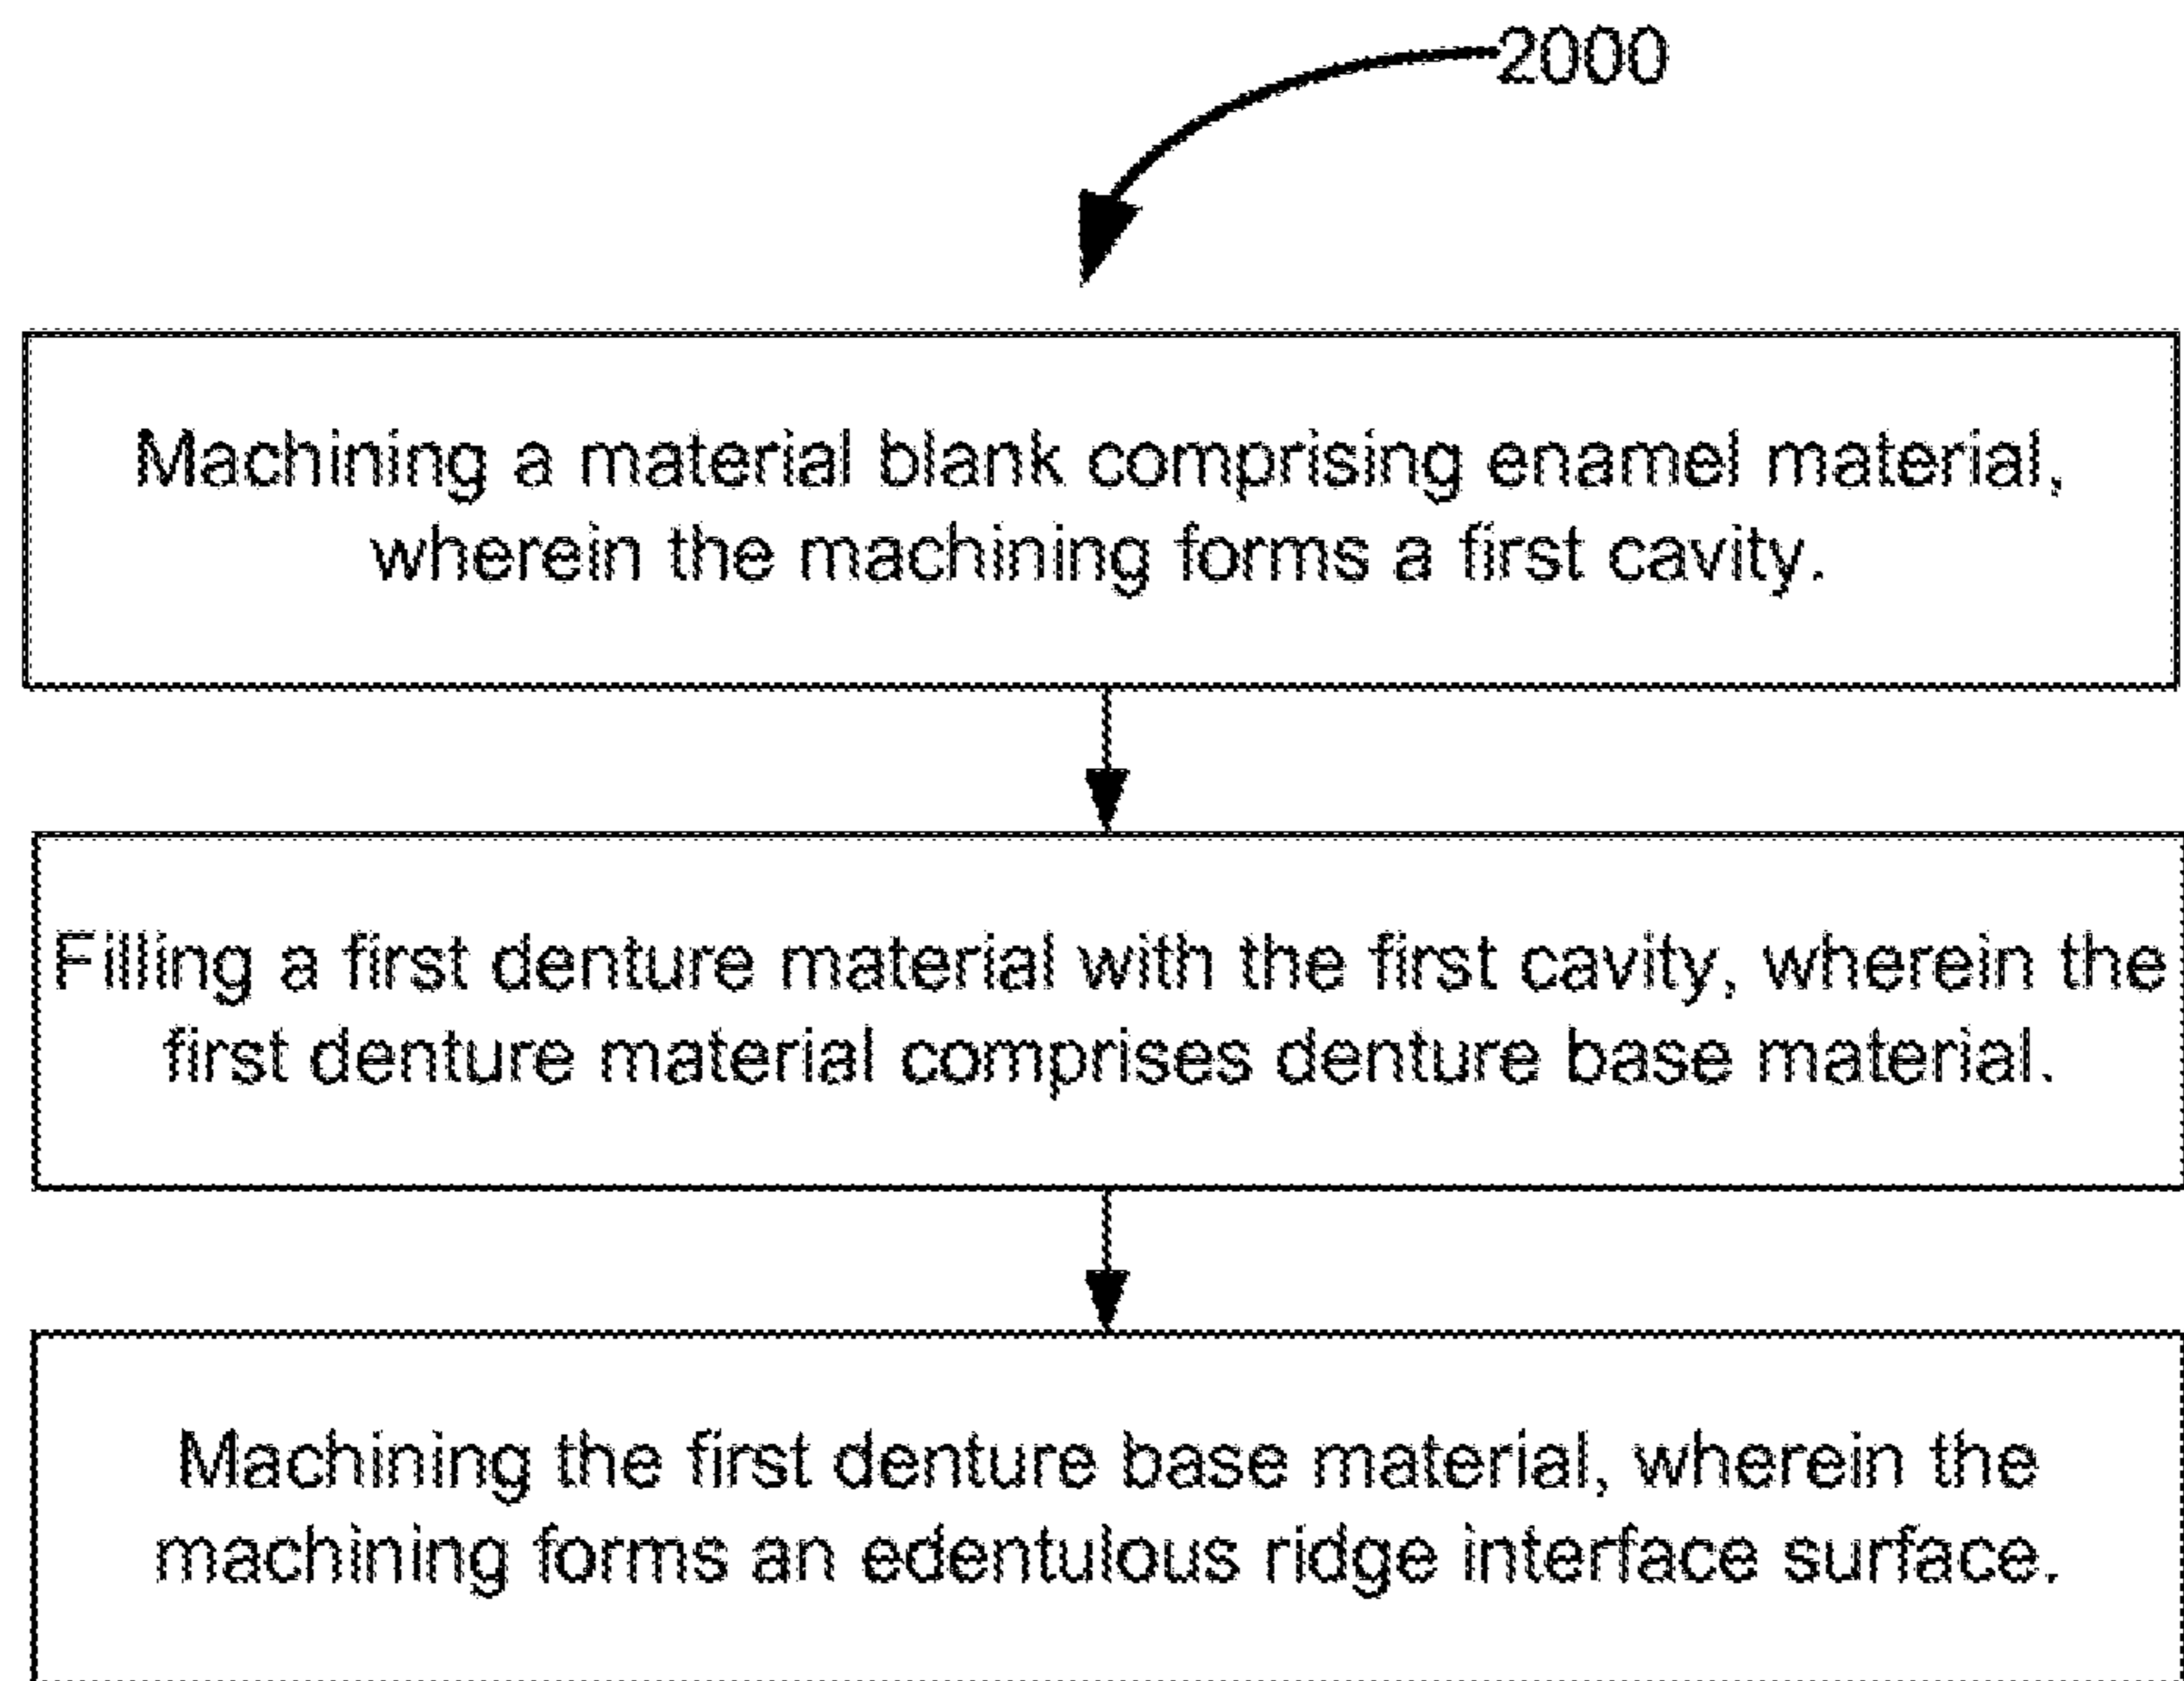 2000
Machining a material blank comprising enamel material,
wherein the machining forms a first cavity.
Filling a first denture material with the first cavity, wherein the
first denture material comprises denture base material.
Machining the first denture base material, wherein the
machining forms an edentulous ridge interface surface.